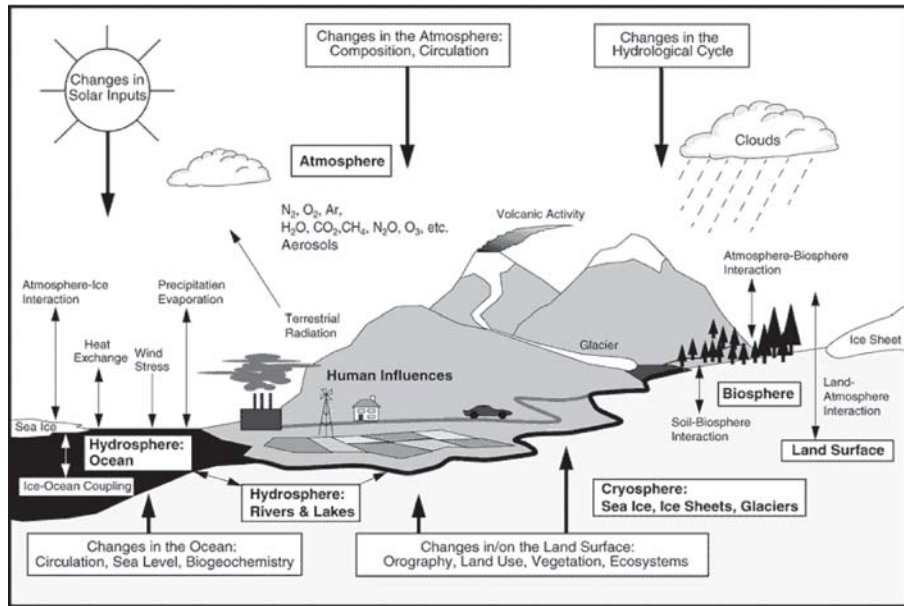 Changes in
Solar Inputs
Changes in the Atmosphere:
Composition, Circulation
Changes in the
Hydrological Cycle
Clouds
Atmosphere
N₂, O₂, Ar,
H₂O, CO₂,CH₄, N₂O, O₃, etc.
Aerosols
Volcanic Activity
Atmosphere-Biosphere
Interaction
Atmosphere-Ice
Interaction
Precipitation
Evaporation
Terrestrial
Radiation
Heat
Exchange
Wind
Stress
Glacier
Ice Sheet
Human Influences
Biosphere
Land-
Atmosphere
Interaction
Soil-Biosphere
Interaction
Sea Ice
Hydrosphere:
Ocean
Land Surface
Ice-Ocean Coupling
Hydrosphere:
Rivers & Lakes
Cryosphere:
Sea Ice, Ice Sheets, Glaciers
Changes in the Ocean:
Circulation, Sea Level, Biogeochemistry
Changes in/on the Land Surface:
Orography, Land Use, Vegetation, Ecosystems